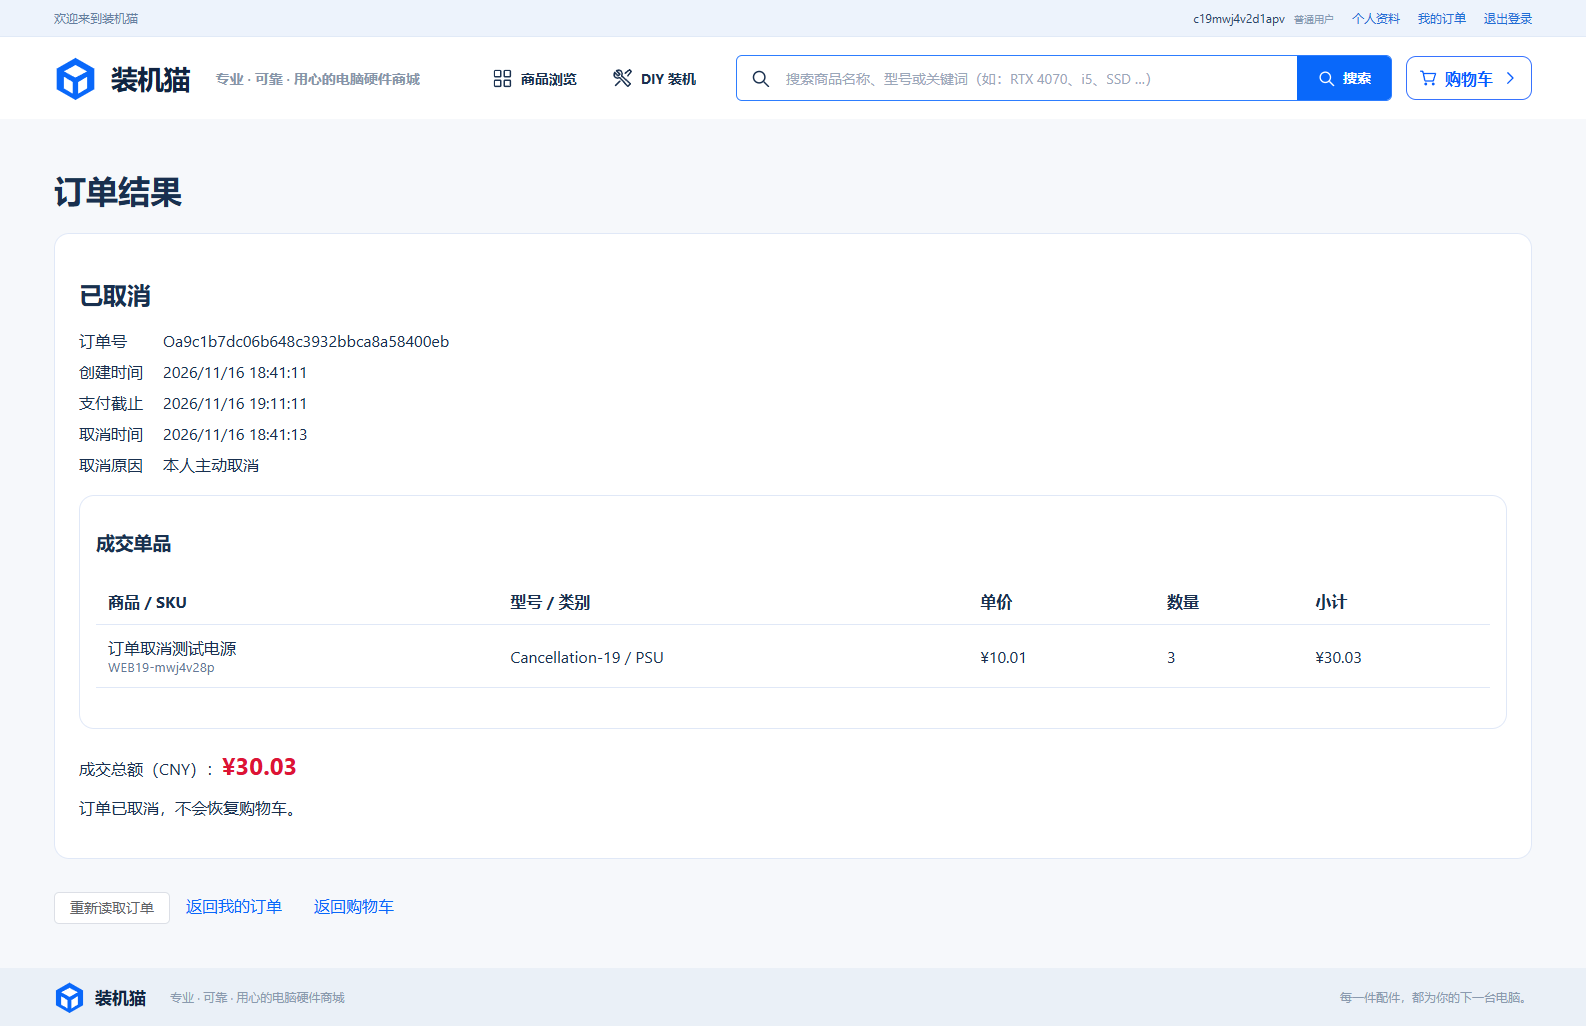 欢迎来到装机猫
c19mwj4v2d1apv 普通用户 个人资料 我的订单 退出登录
装机猫 专业 · 可靠 · 用心的电脑硬件商城 商品浏览 DIY 装机 搜索商品名称、型号或关键词（如：RTX 4070、i5、SSD ...） 搜索 购物车
订单结果
已取消
订单号 Oa9c1b7dc06b648c3932bbca8a58400eb
创建时间 2026/11/16 18:41:11
支付截止 2026/11/16 19:11:11
取消时间 2026/11/16 18:41:13
取消原因 本人主动取消
成交单品
商品 / SKU 型号 / 类别 单价 数量 小计
订单取消测试电源
WEB19-mwj4v28p
Cancellation-19 / PSU ¥10.01 3 ¥30.03
成交总额（CNY）：¥30.03
订单已取消，不会恢复购物车。
重新读取订单 返回我的订单 返回购物车
装机猫 专业 · 可靠 · 用心的电脑硬件商城 每一件配件，都为你的下一台电脑。